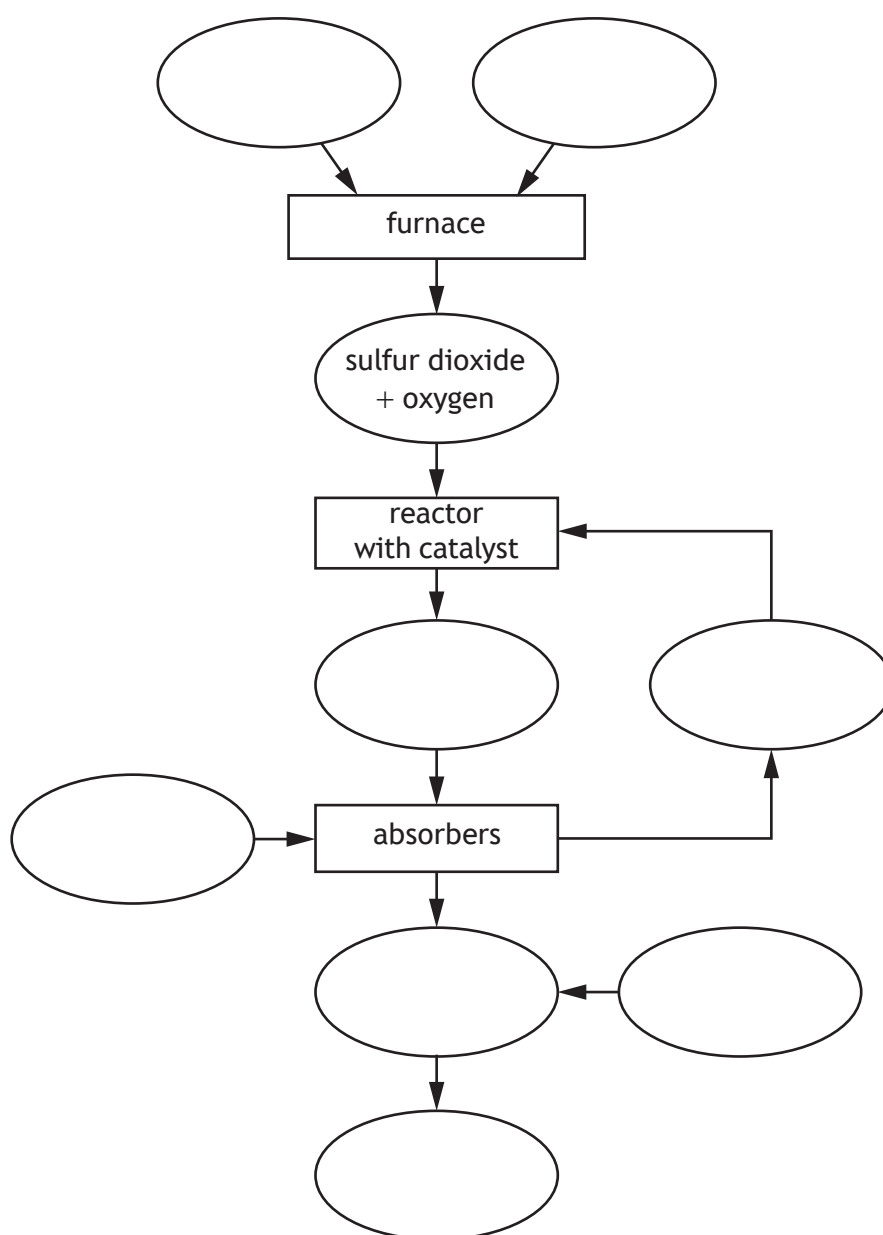 furnace
sulfur dioxide
+ oxygen
reactor
with catalyst
absorbers